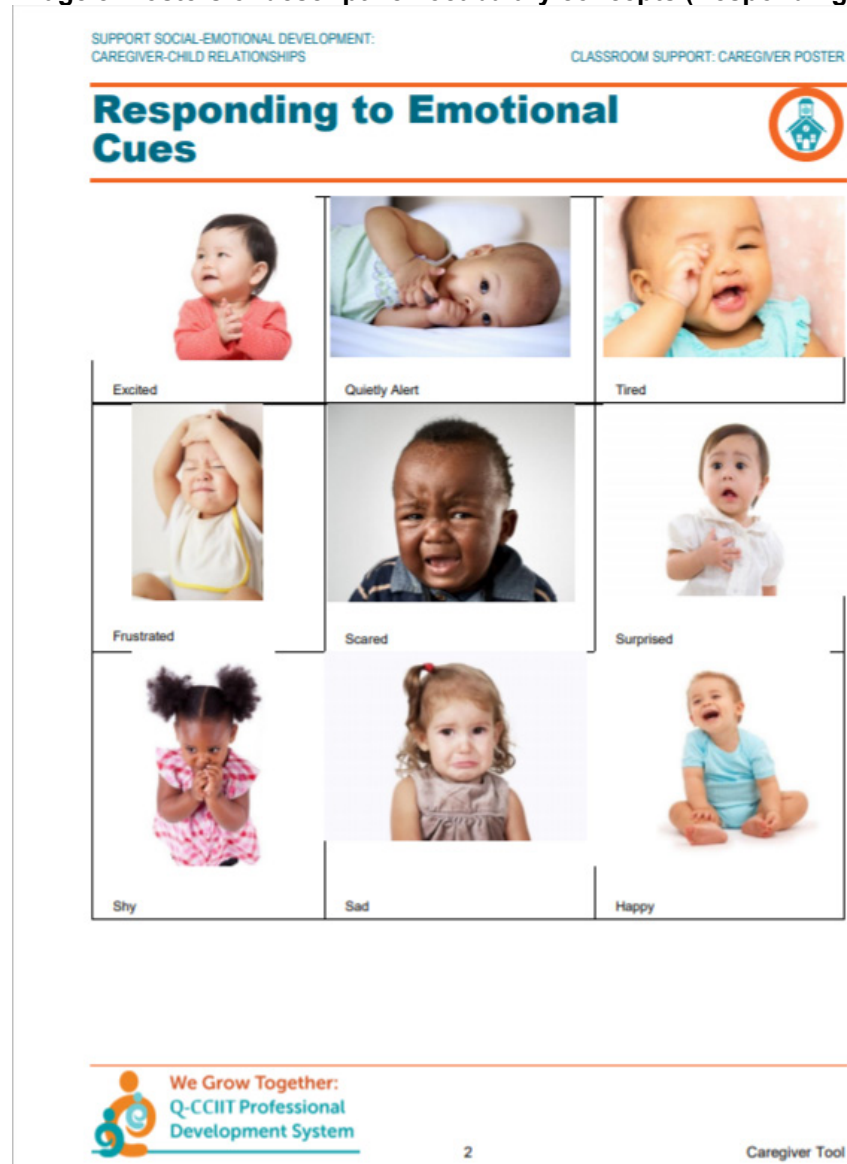 SUPPORT SOCIAL-EMOTIONAL DEVELOPMENT:
CAREGIVER-CHILD RELATIONSHIPS
CLASSROOM SUPPORT: CAREGIVER POSTER
Responding to Emotional
Cues
Excited
Quietly Alert
Tired
Frustrated
Scared
Surprised
Shy
Sad
Happy
We Grow Together:
Q-CCIIT Professional
Development System
2
Caregiver Tool